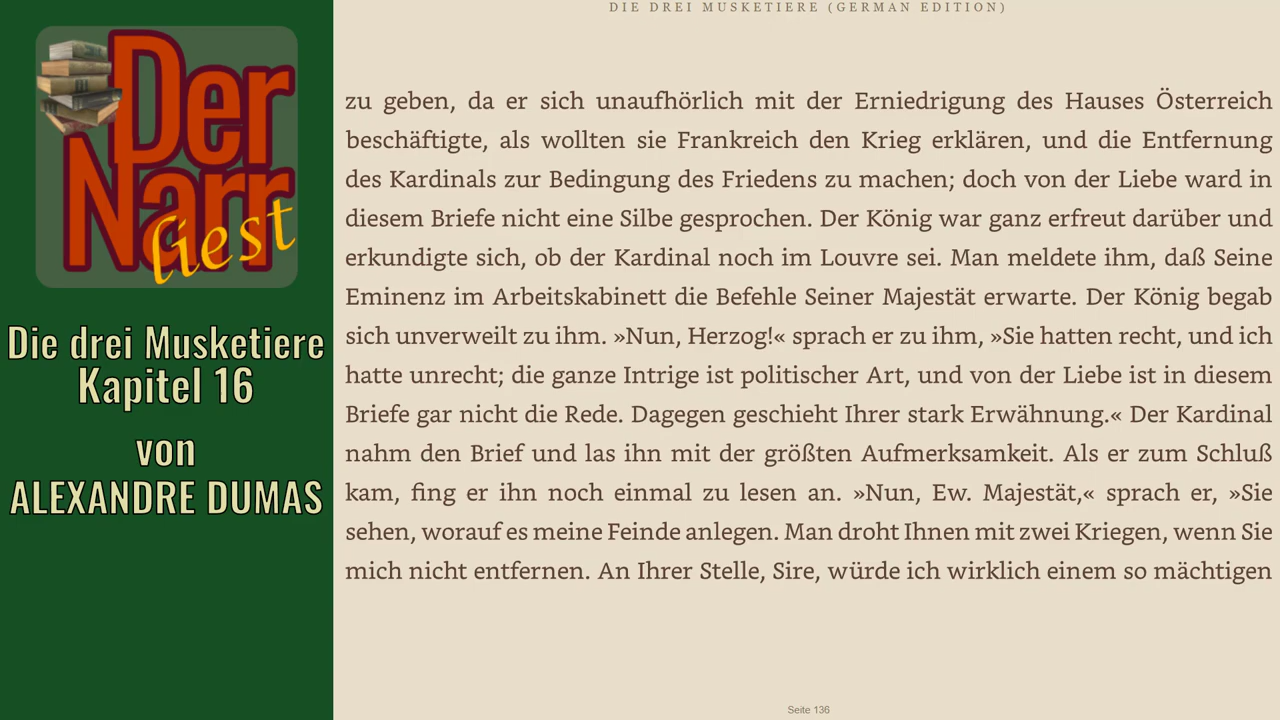 Der
Narr
liest
Die drei Musketiere
Kapitel 16
von
ALEXANDRE DUMAS
DIE DREI MUSKETIERE (GERMAN EDITION)
zu geben, da er sich unaufhörlich mit der Erniedrigung des Hauses Österreich
beschäftigte, als wollten sie Frankreich den Krieg erklären, und die Entfernung
des Kardinals zur Bedingung des Friedens zu machen; doch von der Liebe ward in
diesem Briefe nicht eine Silbe gesprochen. Der König war ganz erfreut darüber und
erkundigte sich, ob der Kardinal noch im Louvre sei. Man meldete ihm, daß Seine
Eminenz im Arbeitskabinett die Befehle Seiner Majestät erwarte. Der König begab
sich unverweilt zu ihm. »Nun, Herzog!« sprach er zu ihm, »Sie hatten recht, und ich
hatte unrecht; die ganze Intrige ist politischer Art, und von der Liebe ist in diesem
Briefe gar nicht die Rede. Dagegen geschieht Ihrer stark Erwähnung.« Der Kardinal
nahm den Brief und las ihn mit der größten Aufmerksamkeit. Als er zum Schluß
kam, fing er ihn noch einmal zu lesen an. »Nun, Ew. Majestät,« sprach er, »Sie
sehen, worauf es meine Feinde anlegen. Man droht Ihnen mit zwei Kriegen, wenn Sie
mich nicht entfernen. An Ihrer Stelle, Sire, würde ich wirklich einem so mächtigen
Seite 136